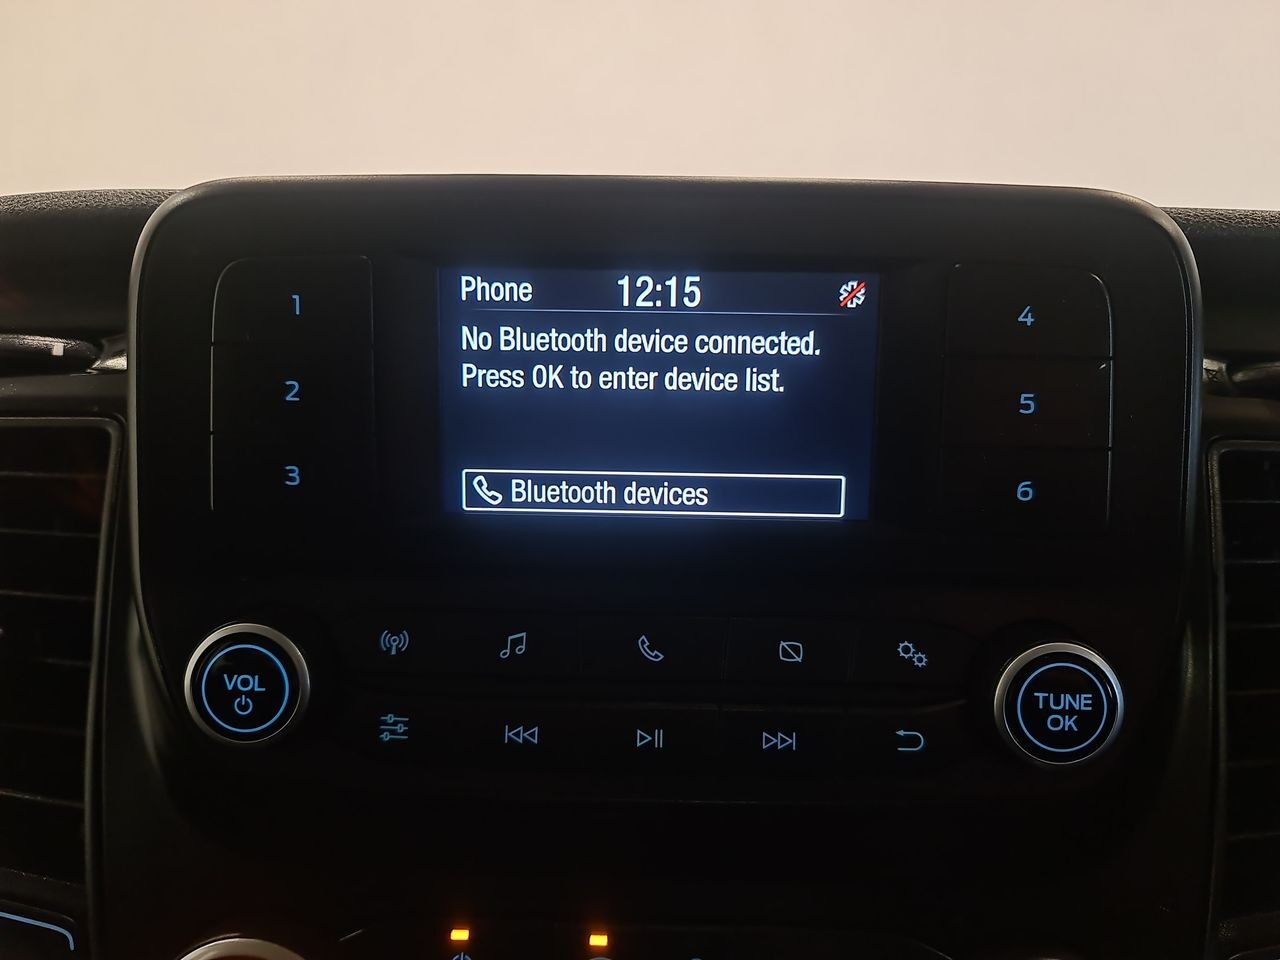 Phone 12:15
No Bluetooth device connected.
Press OK to enter device list.
Bluetooth devices
1
2
3
4
5
6
VOL
TUNE
OK